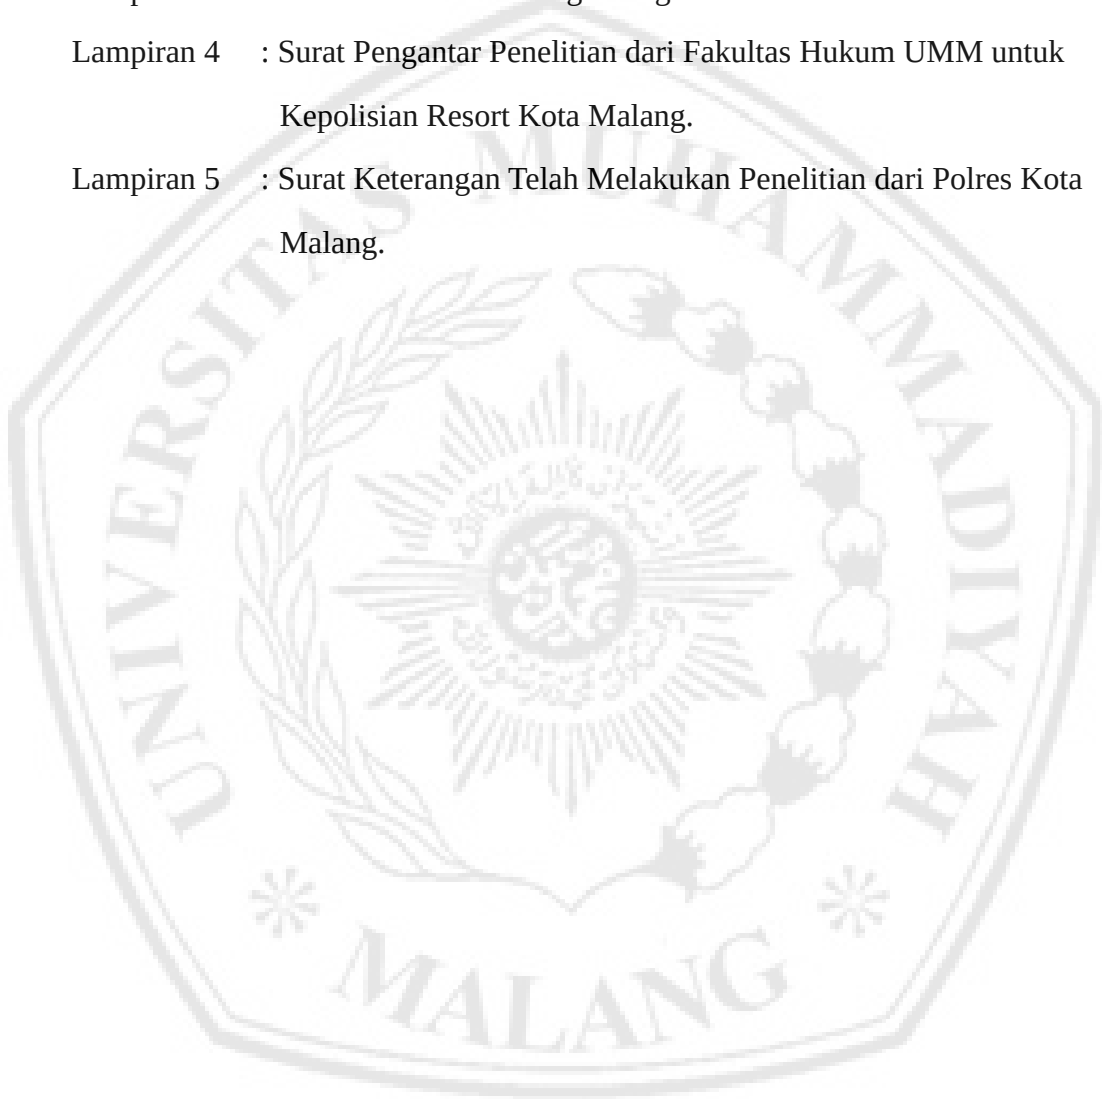 Lampiran 4 : Surat Pengantar Penelitian dari Fakultas Hukum UMM untuk
Kepolisian Resort Kota Malang.
Lampiran 5 : Surat Keterangan Telah Melakukan Penelitian dari Polres Kota
Malang.
UNIVERSITAS MUHAMMADIYAH
MALANG